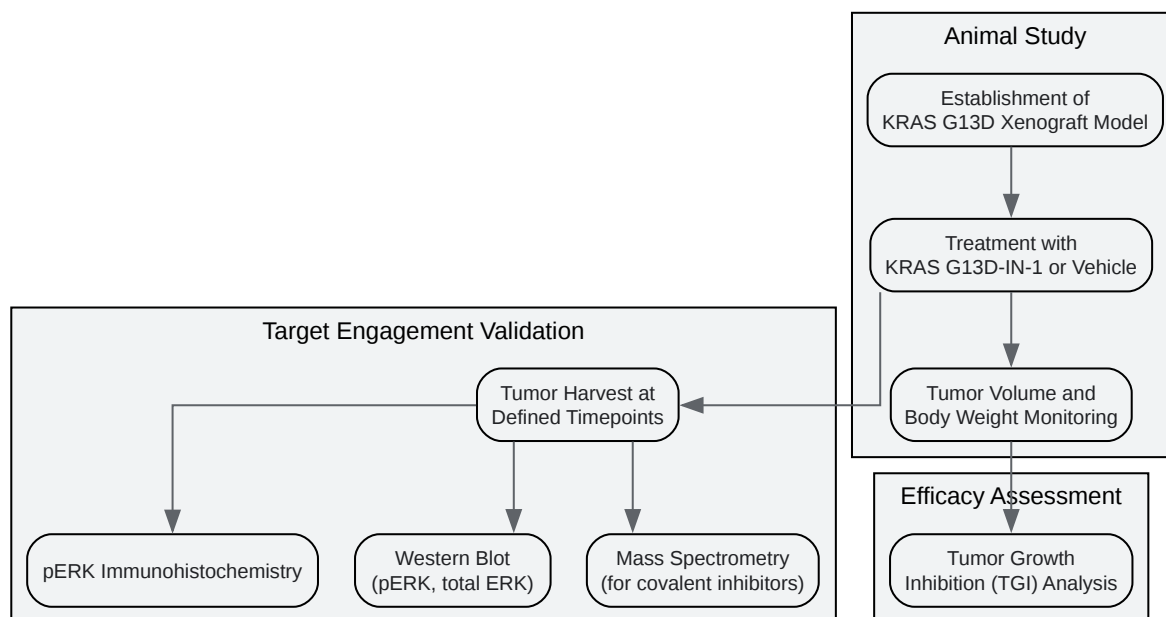 Animal Study
Establishment of
KRAS G13D Xenograft Model
Treatment with
KRAS G13D-IN-1 or Vehicle
Tumor Volume and
Body Weight Monitoring
Target Engagement Validation
Tumor Harvest at
Defined Timepoints
pERK Immunohistochemistry
Western Blot
(pERK, total ERK)
Mass Spectrometry
(for covalent inhibitors)
Efficacy Assessment
Tumor Growth
Inhibition (TGI) Analysis